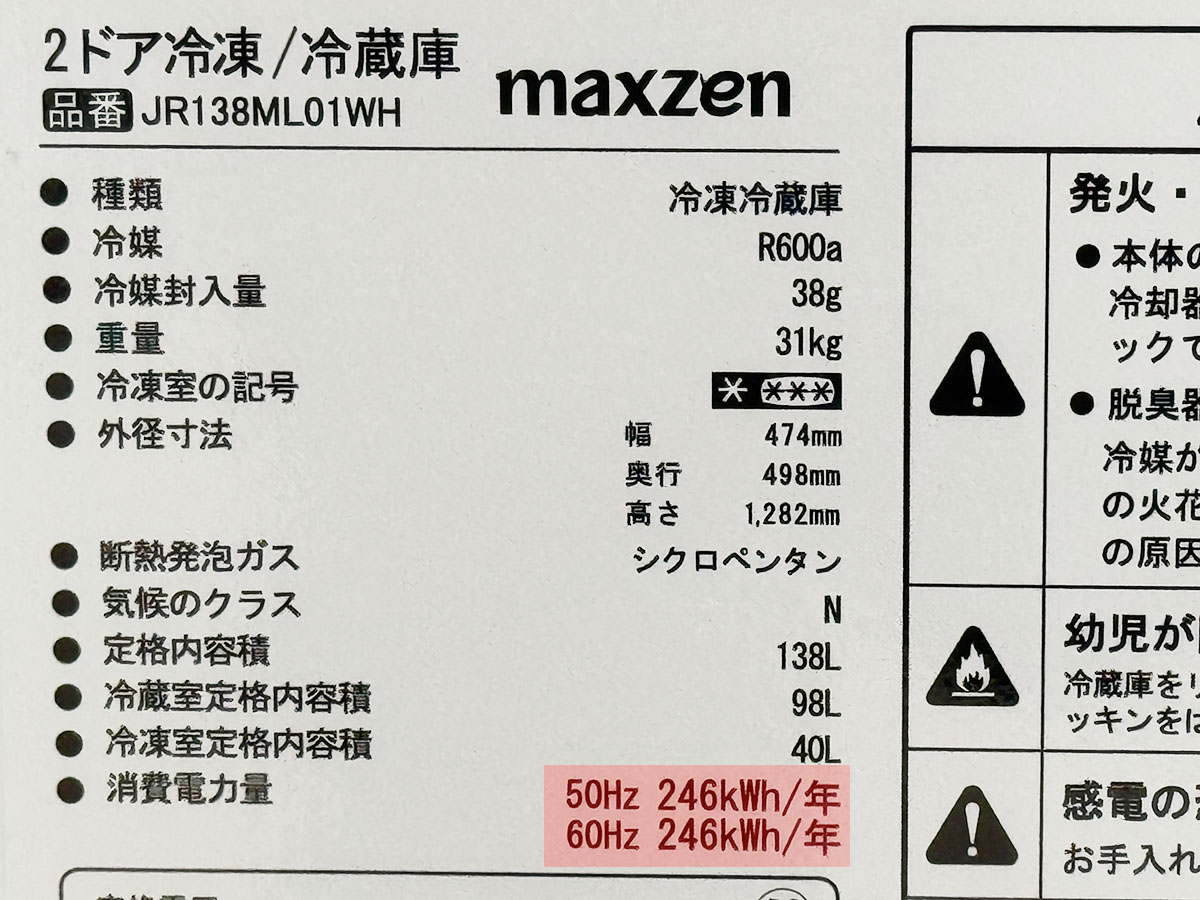 2ドア冷凍/冷蔵庫
maxzen
品番 JR138ML01WH
● 種類 冷凍冷蔵庫
● 冷媒 R600a
● 冷媒封入量 38g
● 重量 31kg
● 冷凍室の記号 * ***
● 外径寸法 幅 474mm
奥行 498mm
高さ 1,282mm
● 断熱発泡ガス シクロペンタン
● 気候のクラス N
● 定格内容積 138L
● 冷蔵室定格内容積 98L
● 冷凍室定格内容積 40L
● 消費電力量 50Hz 246kWh/年
60Hz 246kWh/年
発火・
● 本体の
冷却器
ックで
● 脱臭器
冷媒が
の火花
の原因
幼児が
冷蔵庫をリ
ッキンをは
感電の
お手入れ